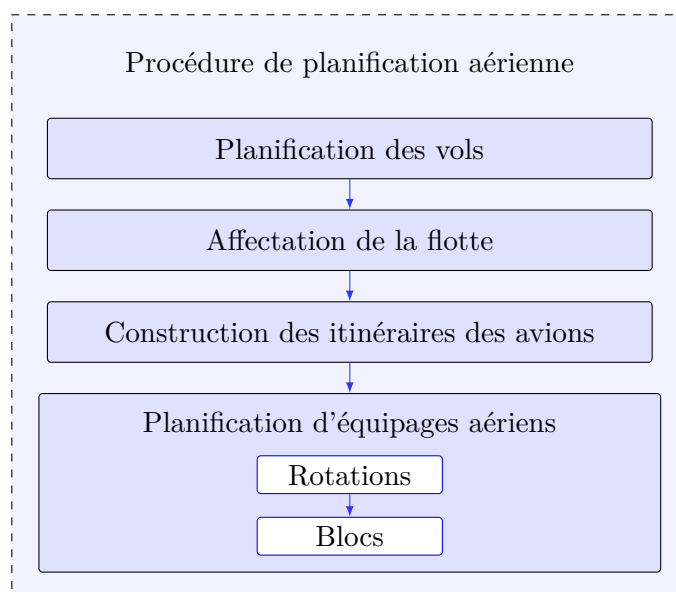 Procédure de planification aérienne
Planification des vols
Affectation de la flotte
Construction des itinéraires des avions
Planification d'équipages aériens
Rotations
Blocs